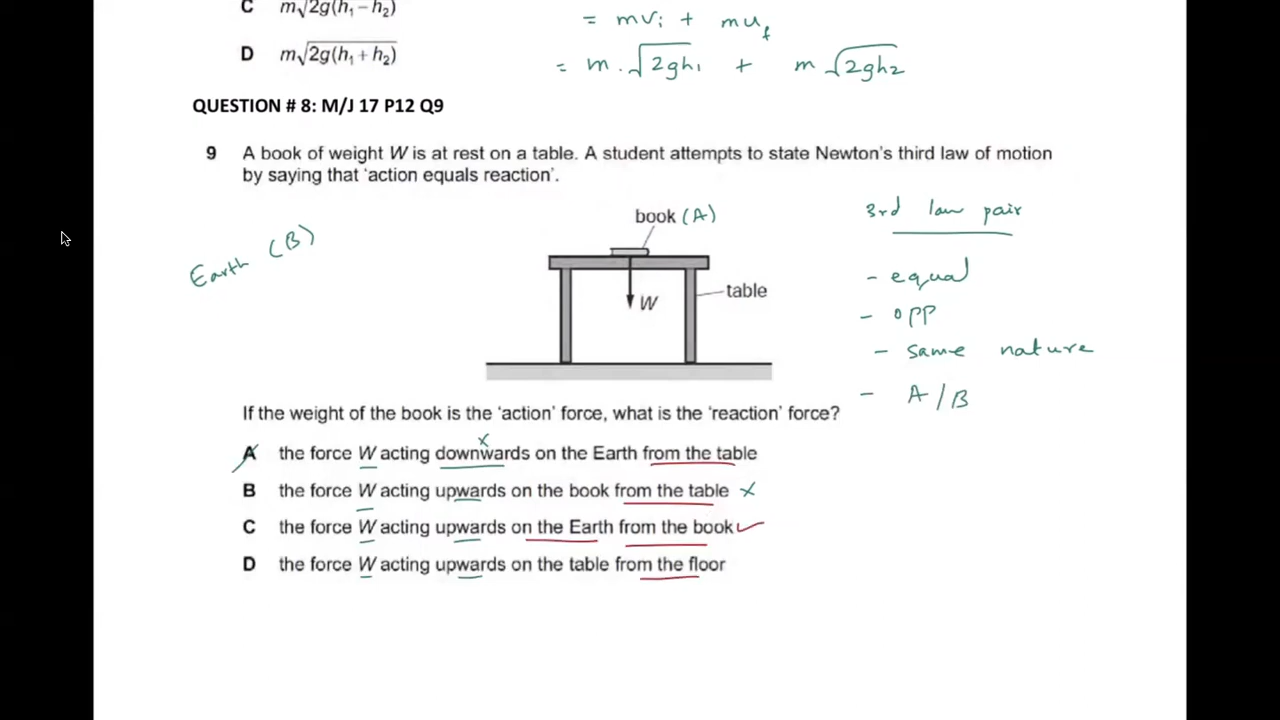 C m√2g(h₁ − h₂)
= mvᵢ + mu_f
D m√2g(h₁ + h₂)
= m . √2gh₁ + m √2gh₂
QUESTION # 8: M/J 17 P12 Q9
9 A book of weight W is at rest on a table. A student attempts to state Newton's third law of motion
by saying that 'action equals reaction'.
3rd law pair
book (A)
Earth (B)
- equal
table
W
- opp
- same nature
- A/B
If the weight of the book is the 'action' force, what is the 'reaction' force?
x
A the force W acting downwards on the Earth from the table
B the force W acting upwards on the book from the table x
C the force W acting upwards on the Earth from the book ✓
D the force W acting upwards on the table from the floor